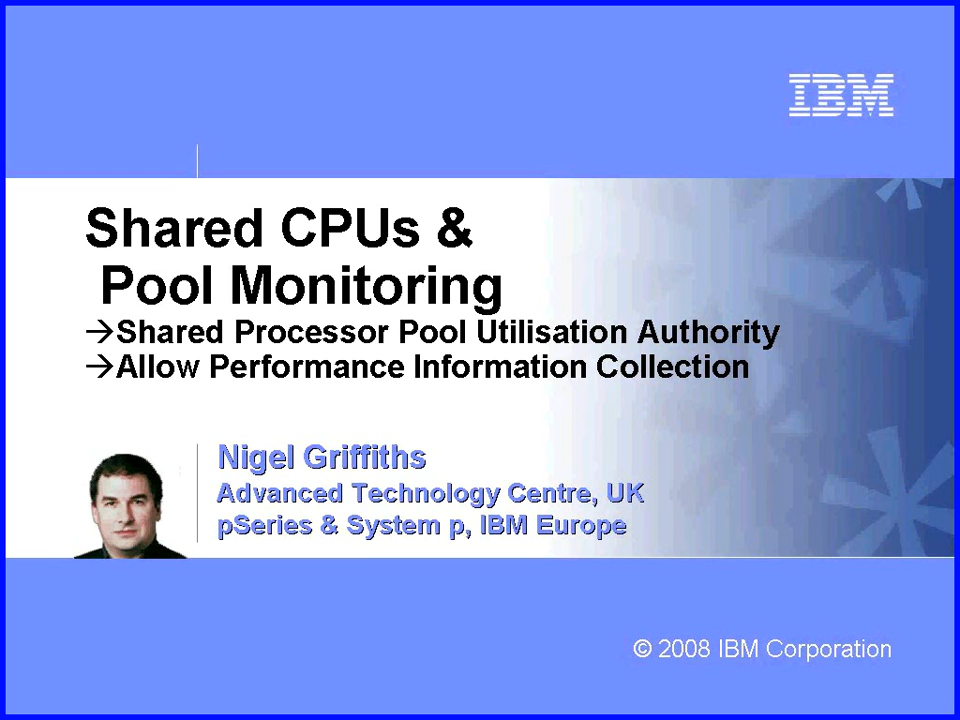 IBM
Shared CPUs &
Pool Monitoring
→Shared Processor Pool Utilisation Authority
→Allow Performance Information Collection
Nigel Griffiths
Advanced Technology Centre, UK
pSeries & System p, IBM Europe
© 2008 IBM Corporation